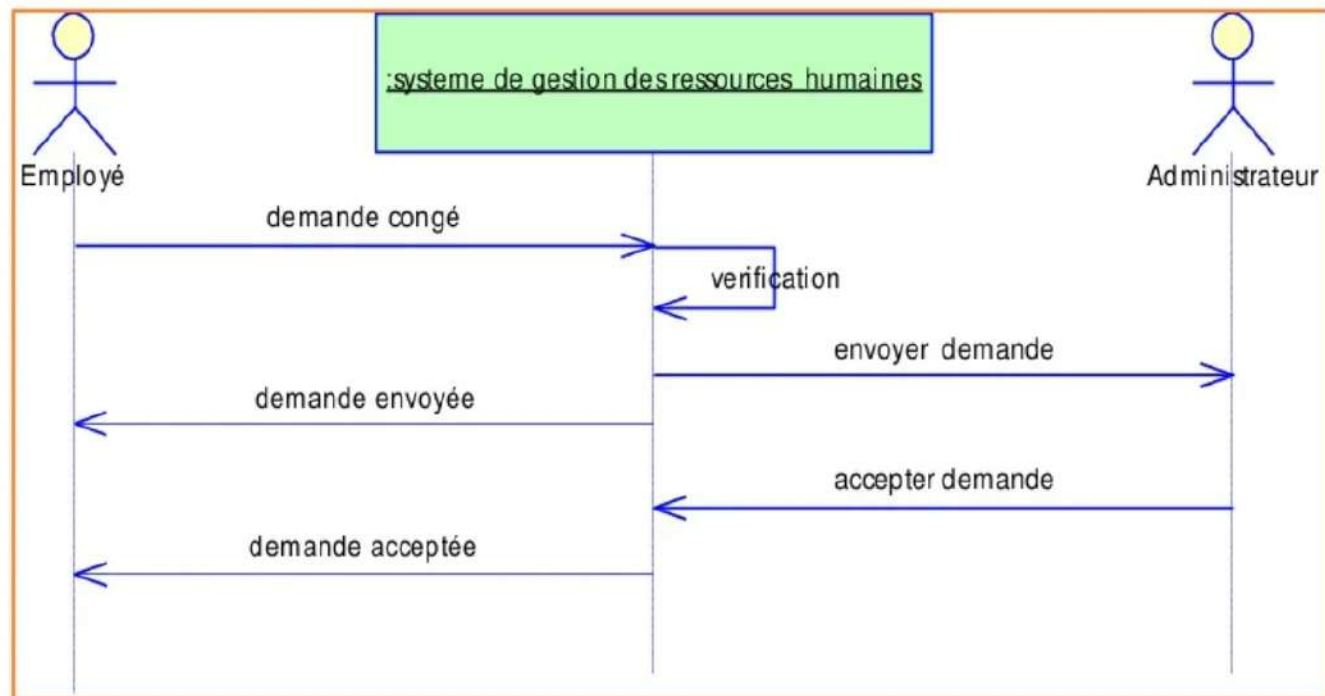 :systeme de gestion des ressources humaines
Employé
Administrateur
demande congé
verification
envoyer demande
demande envoyée
accepter demande
demande acceptée